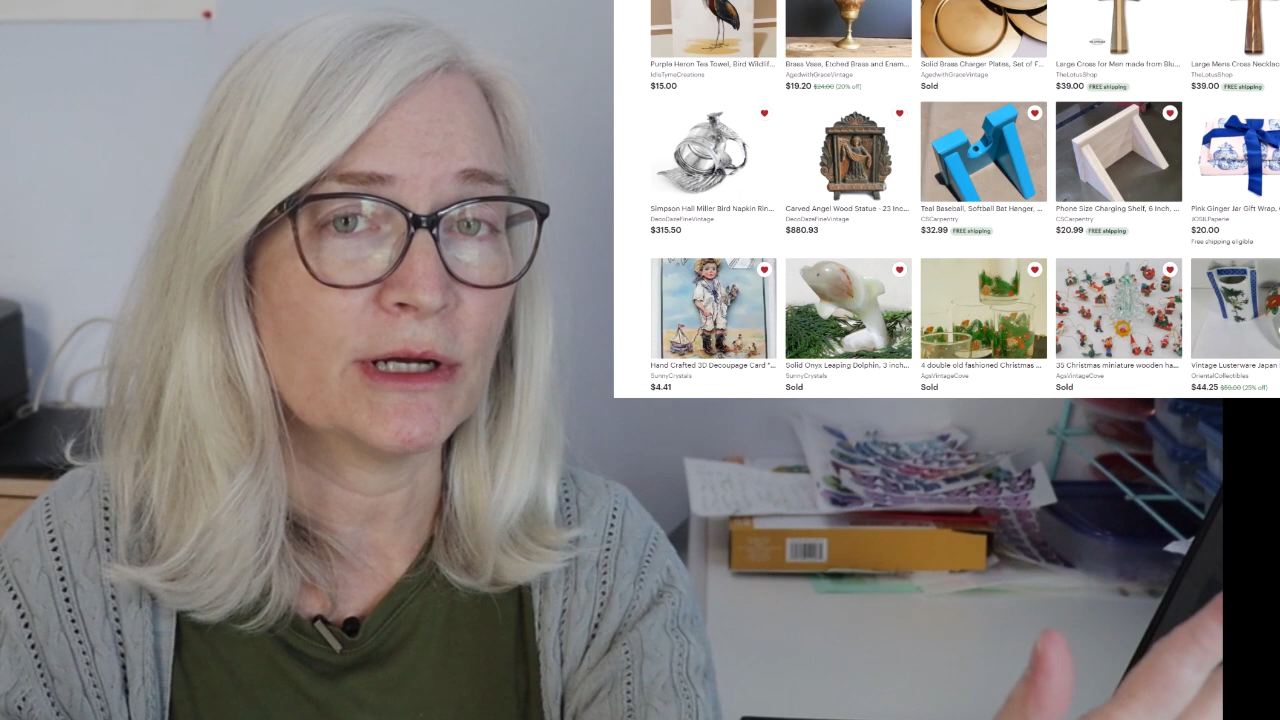 Purple Heron Tea Towel, Bird Wildlif...
IdleTymeCreations
$15.00
Brass Vase, Etched Brass and Enam...
AgedwithGraceVintage
$19.20 $24.00 (20% off)
Solid Brass Charger Plates, Set of F...
AgedwithGraceVintage
Sold
Large Cross for Men made from Blu...
TheLotusShop
$39.00 FREE shipping
Large Mens Cross Necklac
TheLotusShop
$39.00 FREE shipping
Simpson Hall Miller Bird Napkin Rin...
DecoDazeFineVintage
$315.50
Carved Angel Wood Statue - 23 Inc...
DecoDazeFineVintage
$880.93
Teal Baseball, Softball Bat Hanger, ...
CSCarpentry
$32.99 FREE shipping
Phone Size Charging Shelf, 6 Inch, ...
CSCarpentry
$20.99 FREE shipping
Pink Ginger Jar Gift Wrap,
JOSILPaperie
$20.00
Free shipping eligible
Hand Crafted 3D Decoupage Card "...
SunnyCrystals
$4.41
Solid Onyx Leaping Dolphin, 3 inch...
SunnyCrystals
Sold
4 double old fashioned Christmas ...
AgsVintageCove
Sold
35 Christmas miniature wooden ha...
AgsVintageCove
Sold
Vintage Lusterware Japan
OrientalCollectibles
$44.25 $59.00 (25% off)